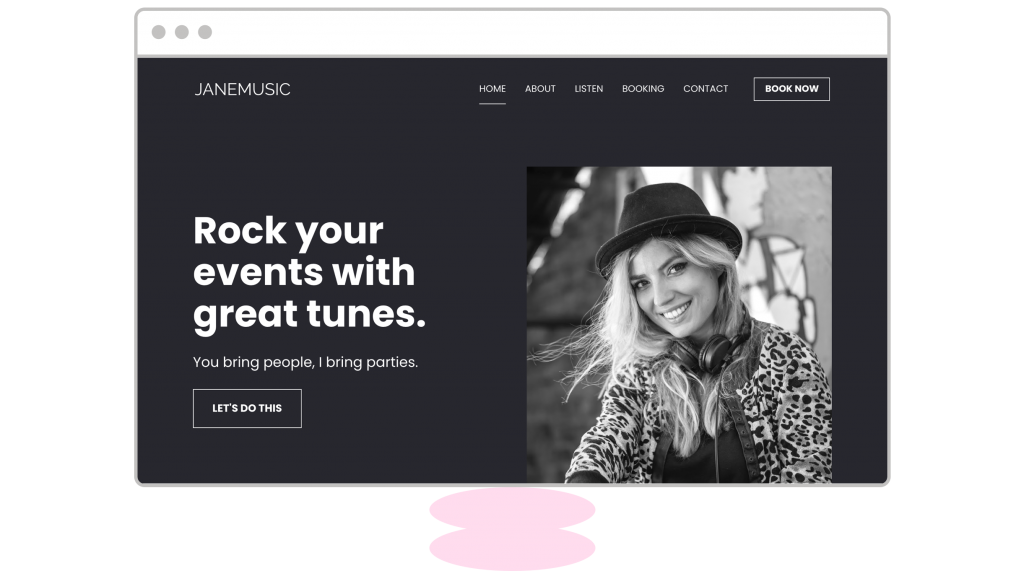 JANEMUSIC
HOME ABOUT LISTEN BOOKING CONTACT BOOK NOW
Rock your
events with
great tunes.
You bring people, I bring parties.
LET'S DO THIS